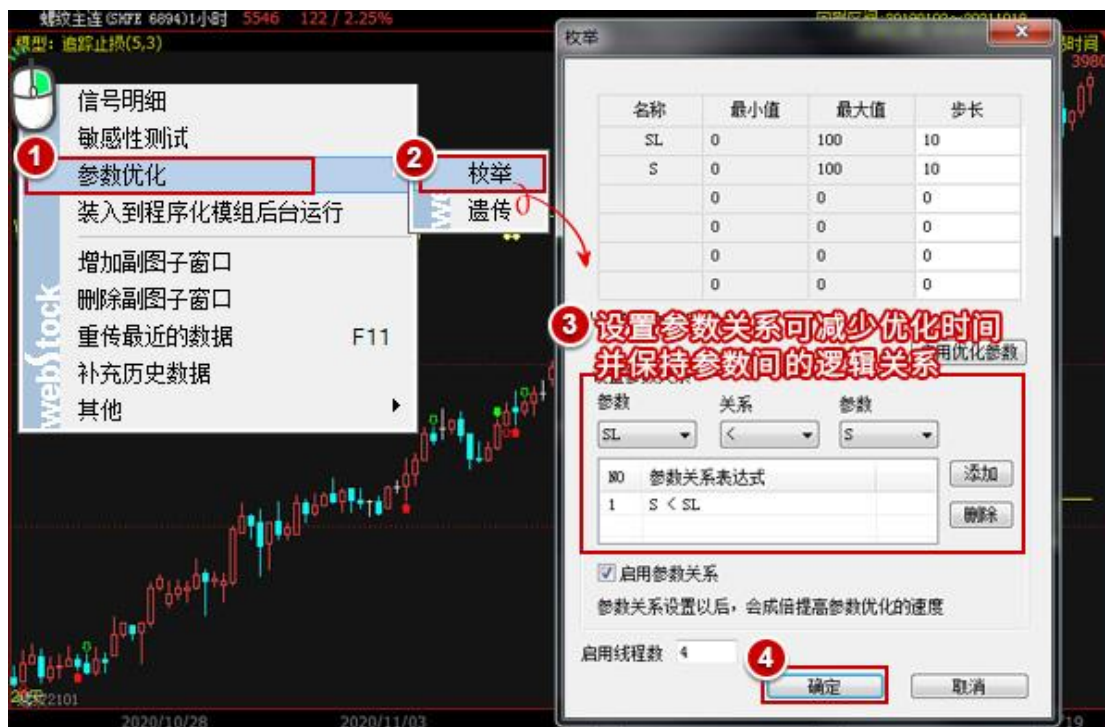 螺纹主连(SHFE 6894)1小时 5546 122 / 2.25%
模型: 追踪止损(5,3)
时间
3980
1
信号明细
敏感性测试
参数优化
装入到程序化模组后台运行
增加副图子窗口
删除副图子窗口
重传最近的数据 F11
补充历史数据
其他
webStock
2
枚举
遗传
枚举
名称 最小值 最大值 步长
SL 0 100 10
S 0 100 10
0 0 0
0 0 0
0 0 0
0 0 0
3 设置参数关系可减少优化时间
并保持参数间的逻辑关系
用优化参数
参数 关系 参数
SL < S
NO 参数关系表达式
1 S < SL
添加
删除
启用参数关系
参数关系设置以后，会成倍提高参数优化的速度
启用线程数 4
4
确定 取消
2101
2020/10/28 2020/11/03
19